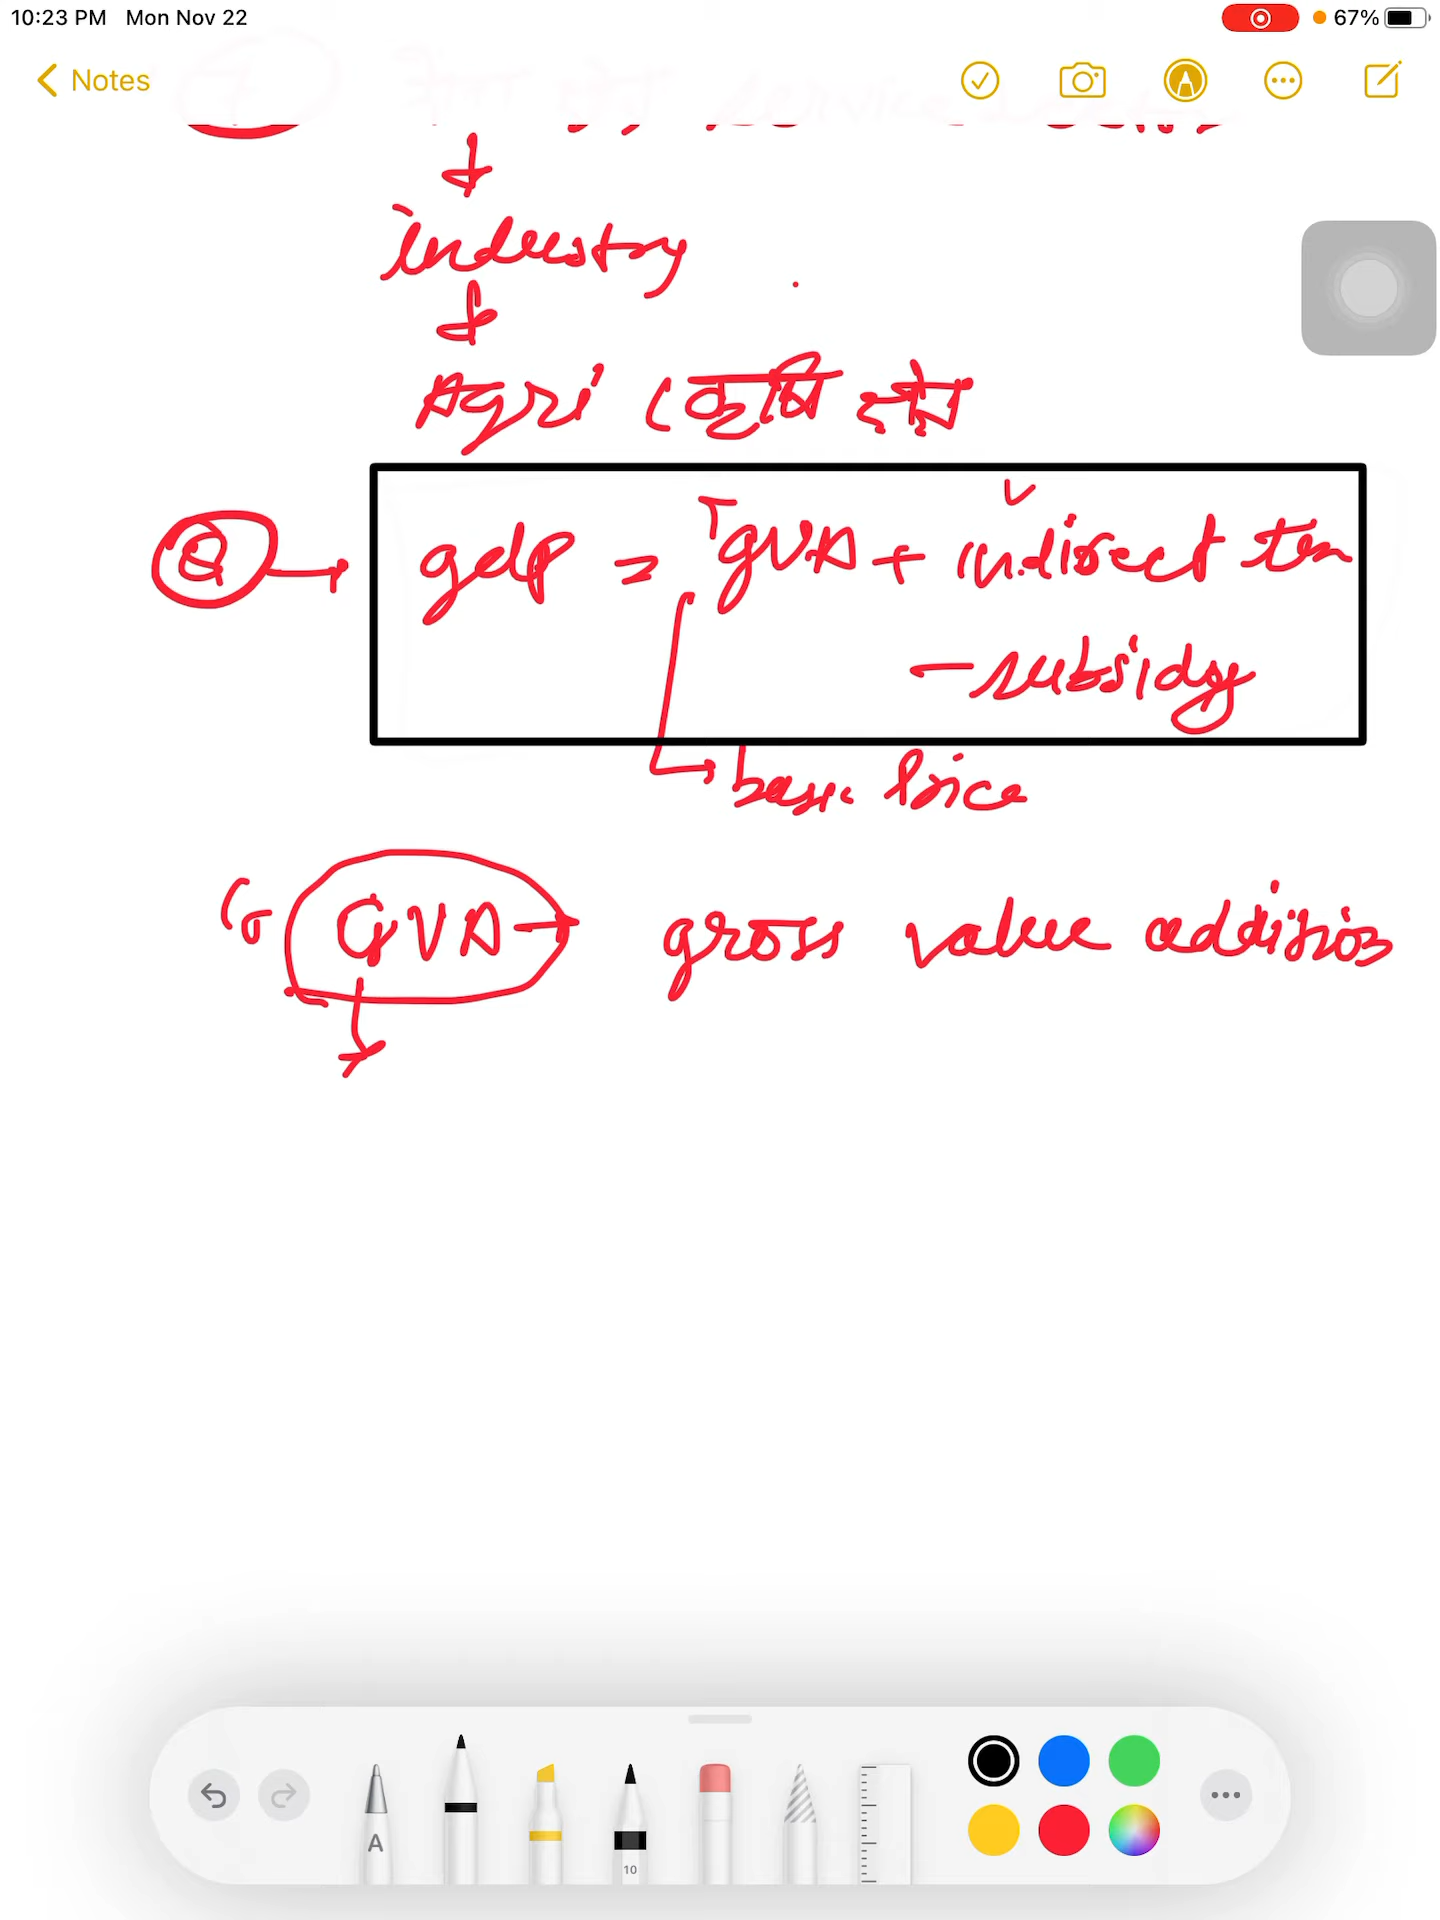 10:23 PM Mon Nov 22 67%
Notes
industry
Agri (कृषि क्षेत्र
Q → gdp = gVA + indirect tax
- subsidy
basic Price
GVA → gross value addition
A
10